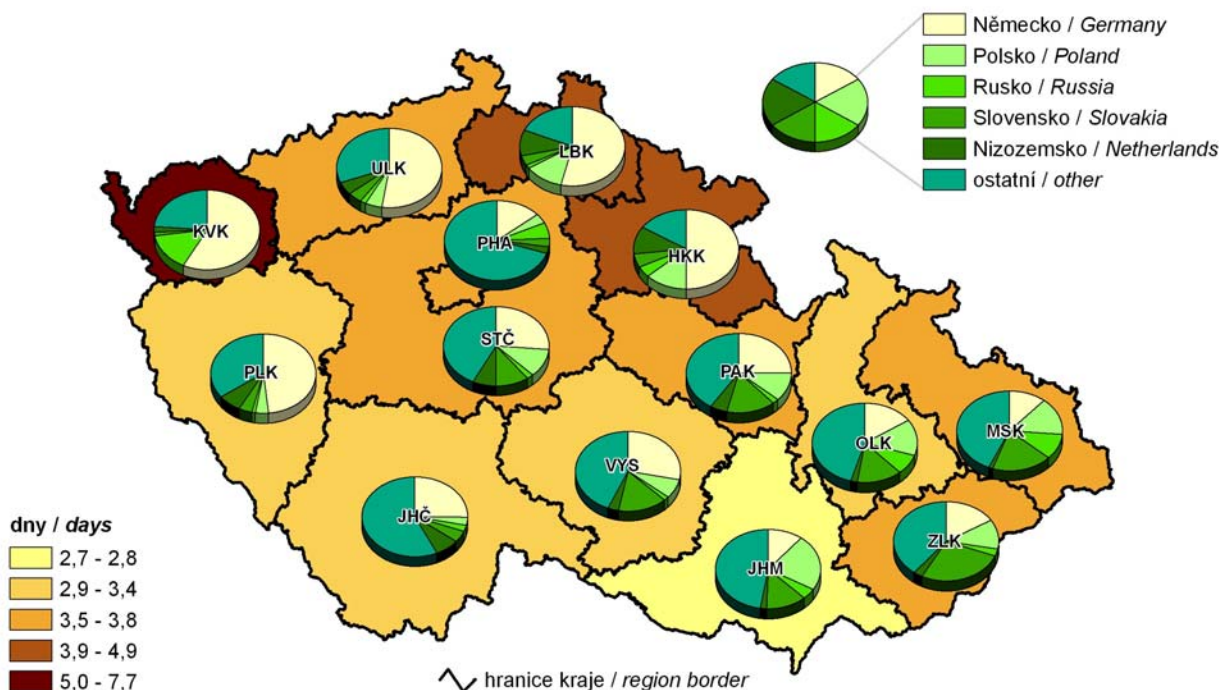 Německo / Germany
Polsko / Poland
Rusko / Russia
Slovensko / Slovakia
Nizozemsko / Netherlands
ostatní / other
LBK
ULK
KVK
PHA
HKK
STČ
PLK
PAK
OLK
MSK
VYS
JHČ
ZLK
JHM
dny / days
2,7 - 2,8
2,9 - 3,4
3,5 - 3,8
3,9 - 4,9
5,0 - 7,7
hranice kraje / region border